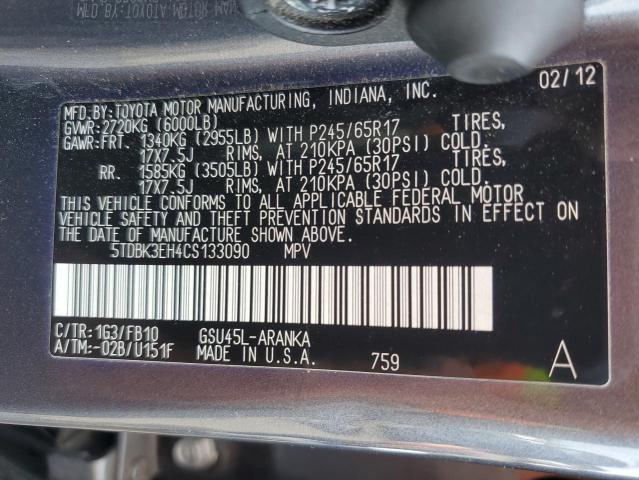 02/12
MFD.BY:TOYOTA MOTOR MANUFACTURING, INDIANA, INC.
GVWR:2720KG (6000LB)
GAWR:FRT. 1340KG (2955LB) WITH P245/65R17 TIRES,
17X7.5J RIMS, AT 210KPA (30PSI) COLD.
RR. 1585KG (3505LB) WITH P245/65R17 TIRES,
17X7.5J RIMS, AT 210KPA (30PSI) COLD.
THIS VEHICLE CONFORMS TO ALL APPLICABLE FEDERAL MOTOR
VEHICLE SAFETY AND THEFT PREVENTION STANDARDS IN EFFECT
ON THE DATE OF MANUFACTURE SHOWN ABOVE.
5TDBK3EH4CS133090 MPV
C/TR:1G3/FB10 GSU45L-ARANKA
A/TM:-02B/U151F MADE IN U.S.A. 759 A